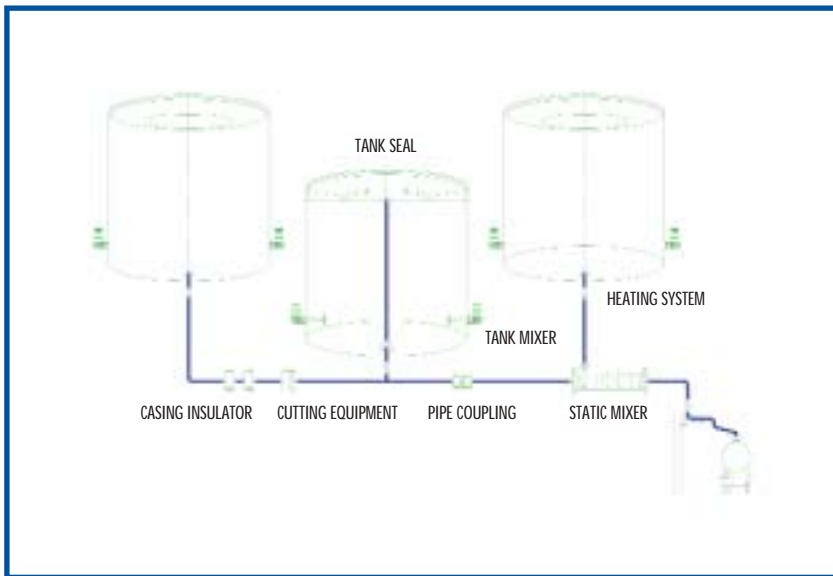 TANK SEAL
HEATING SYSTEM
TANK MIXER
CASING INSULATOR
CUTTING EQUIPMENT
PIPE COUPLING
STATIC MIXER